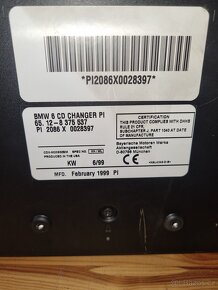 *PI2086X0028397*
BMW 6 CD CHANGER PI
65. 12-8 375 537
PI 2086 X 0028397
KW 6/99
MFD. February 1999 PI
CERTIFICATION
THIS PRODUCT COMPLIES WITH DHHS
RULES 21 CFR,
SUBCHAPTER J, PART 1040 AT DATE
OF MANUFACTURE.
Bayerische Motoren Werke
Aktiengesellschaft
D-80788 München